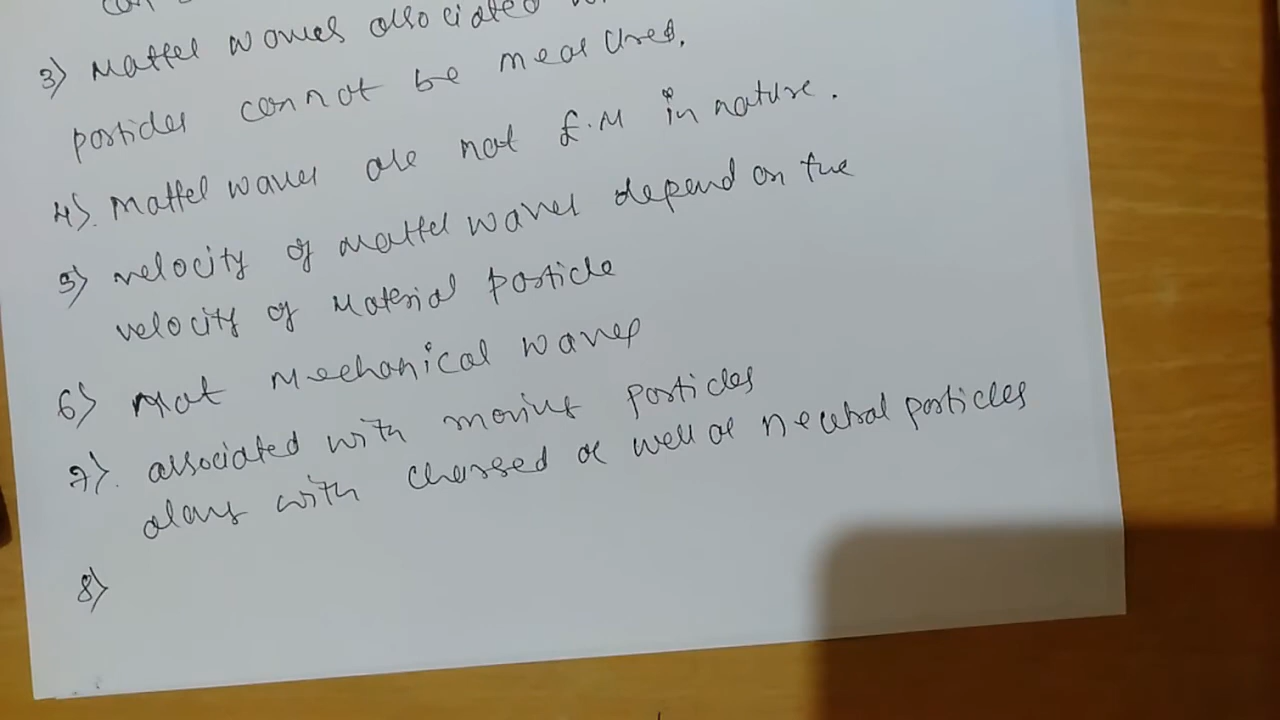 3) Matter waves associated
particles cannot be measured.
4). Matter waves are not E.M in nature.
5) velocity of matter waves depend on the
velocity of material particle
6) Not Mechanical waves
7). associated with moving particles
along with charged as well as neutral particles
8)